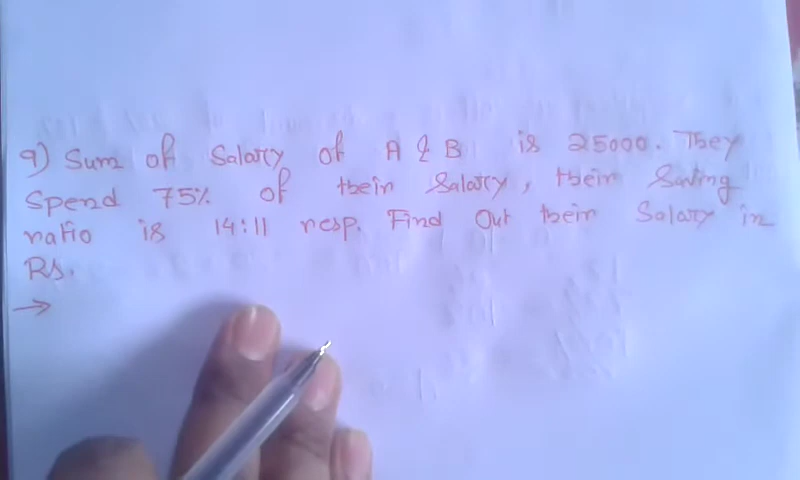 9) Sum of Salary of A & B is 25000. They
Spend 75% of their Salary, their Saving
ratio is 14:11 resp. Find Out their Salary in
RS.
→